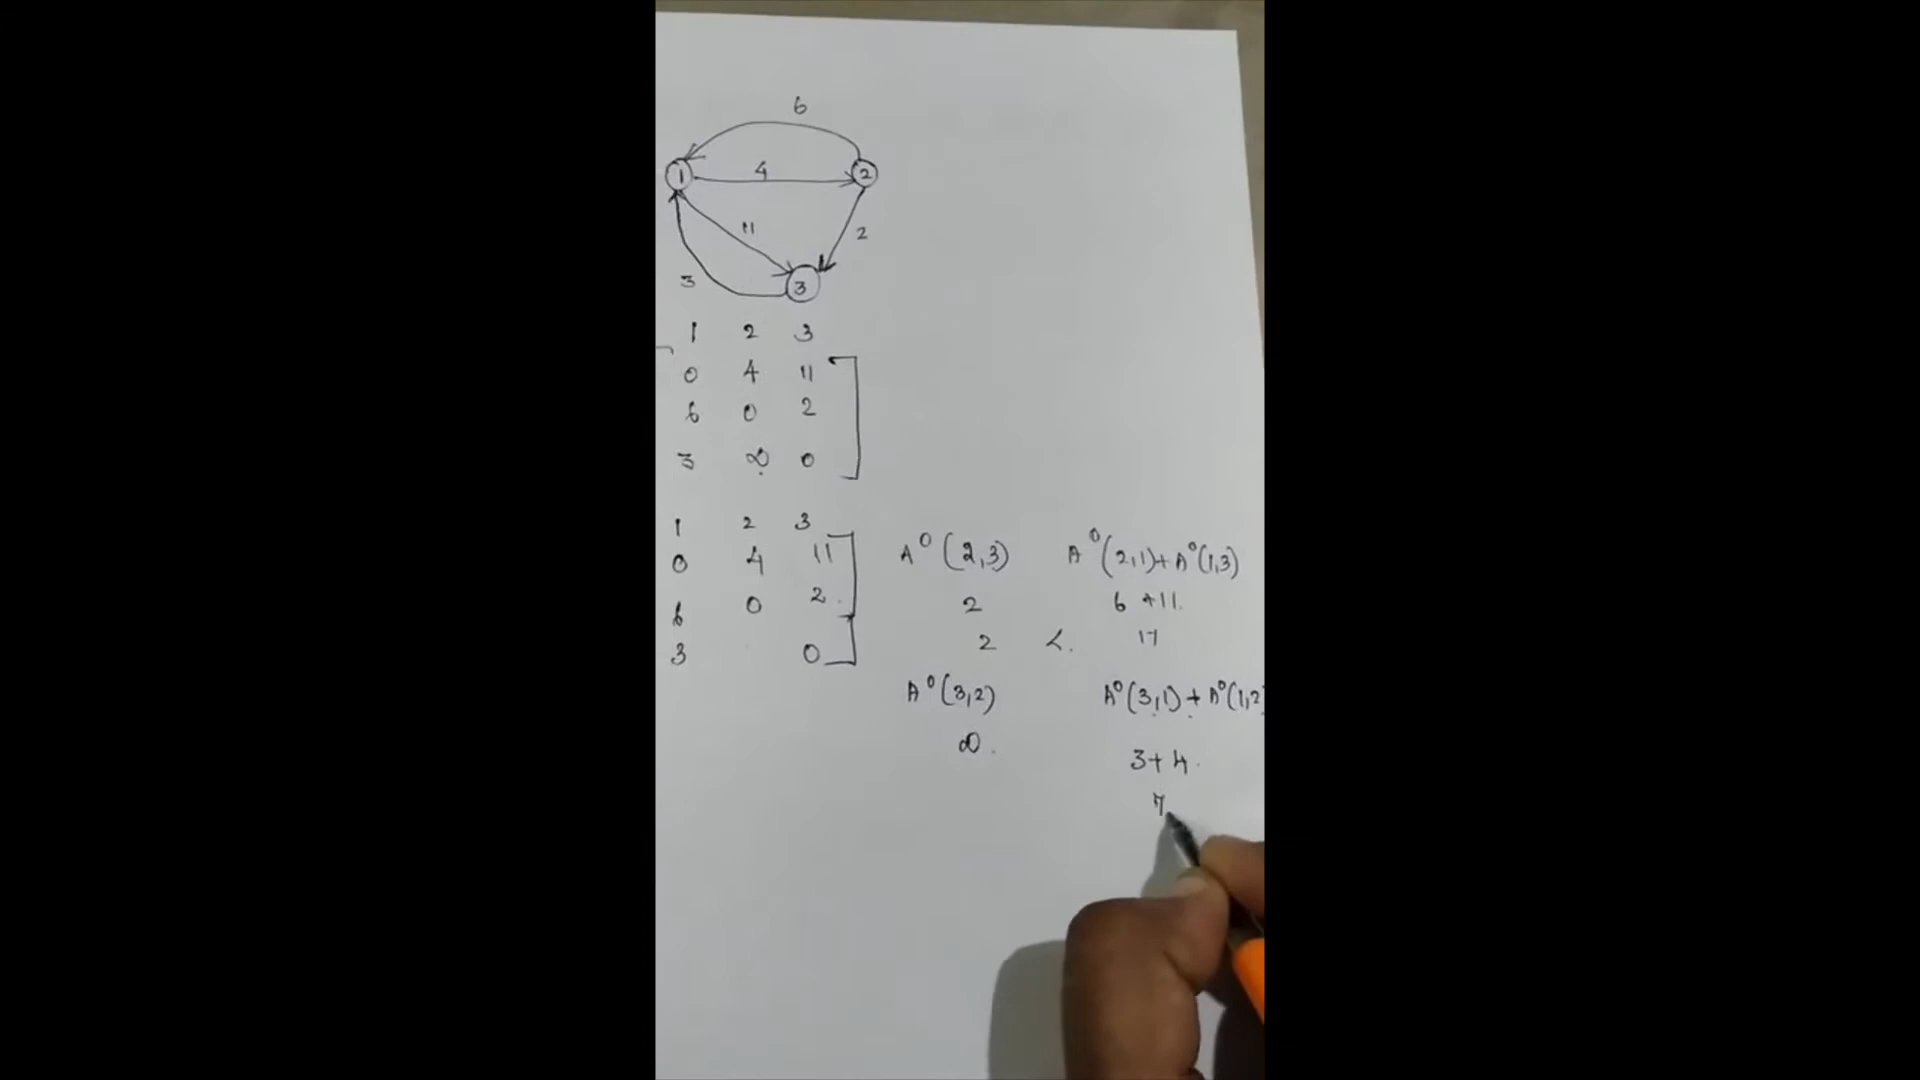 6
1 4 2
11 2
3 3
1 2 3
0 4 11
6 0 2
3 ∞ 0
1 2 3
0 4 11 A⁰(2,3) A⁰(2,1)+A⁰(1,3)
6 0 2 2 6+11
2 < 17
3 0
A⁰(3,2) A⁰(3,1)+A⁰(1,2
∞ 3+4
7